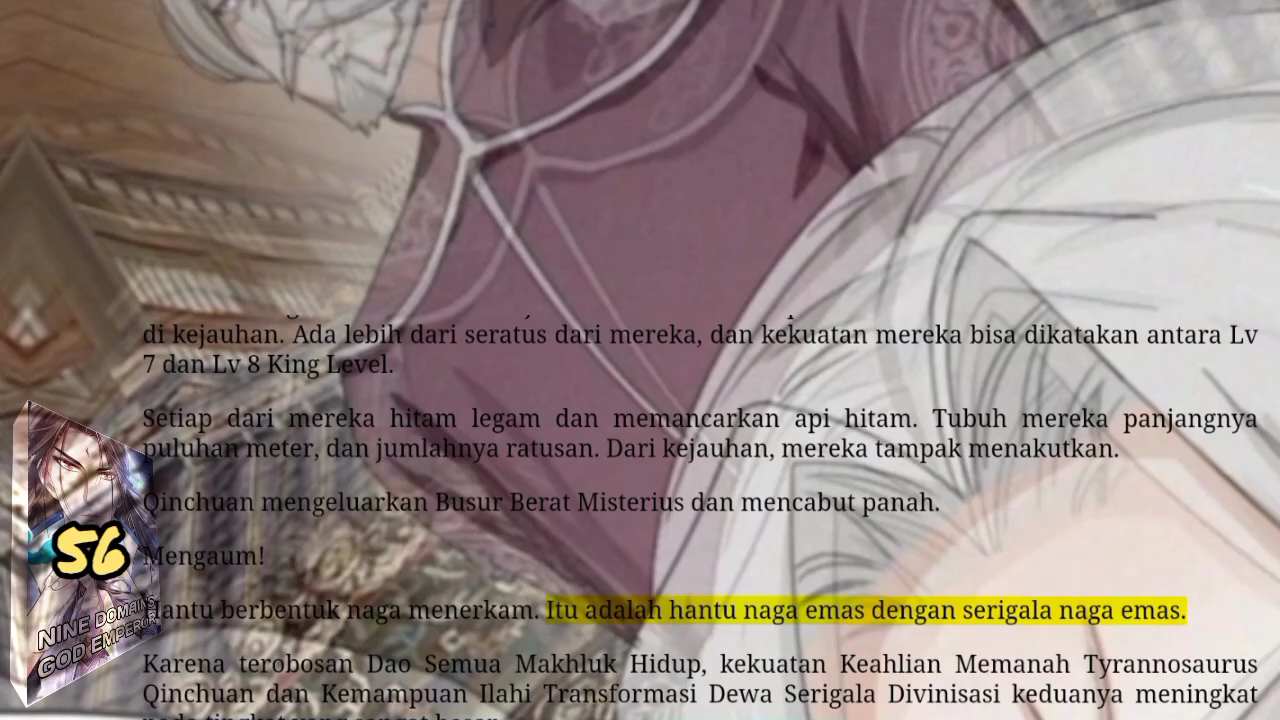 di kejauhan. Ada lebih dari seratus dari mereka, dan kekuatan mereka bisa dikatakan antara Lv
7 dan Lv 8 King Level.
Setiap dari mereka hitam legam dan memancarkan api hitam. Tubuh mereka panjangnya
puluhan meter, dan jumlahnya ratusan. Dari kejauhan, mereka tampak menakutkan.
Qinchuan mengeluarkan Busur Berat Misterius dan mencabut panah.
Mengaum!
Hantu berbentuk naga menerkam. Itu adalah hantu naga emas dengan serigala naga emas.
Karena terobosan Dao Semua Makhluk Hidup, kekuatan Keahlian Memanah Tyrannosaurus
Qinchuan dan Kemampuan Ilahi Transformasi Dewa Serigala Divinisasi keduanya meningkat
56
NINE DOMAINS
GOD EMPEROR